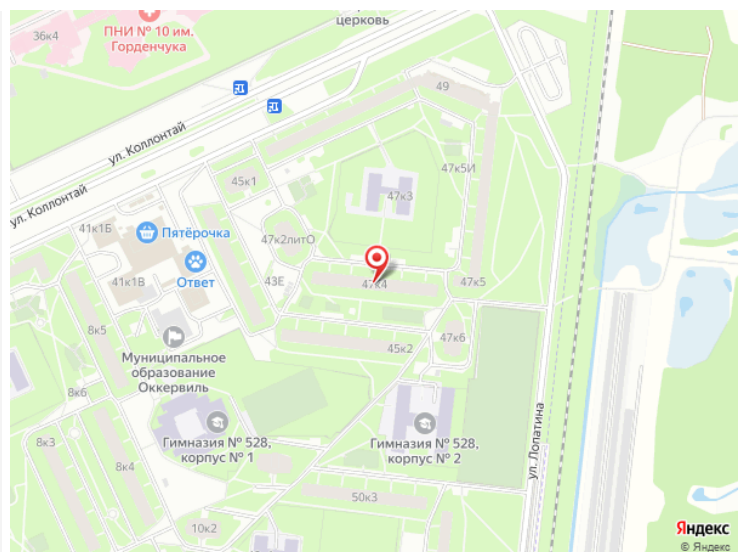 церковь
36к4
ПНИ № 10 им.
Горденчука
ул. Коллонтай
49
47к5И
45к1
47к3
ул. Коллонтай
41к1Б
Пятёрочка
47к2литО
Ответ
41к1В
43Е
47к4
47к5
8к5
Муниципальное
образование
Оккервиль
45к2
47к6
8к6
8к3
Гимназия № 528,
корпус № 1
Гимназия № 528,
корпус № 2
ул. Лопатина
8к4
50к3
10к2
Яндекс
© Яндекс